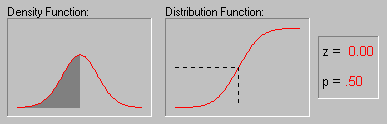 Density Function:
Distribution Function:
z = 0.00
p = .50